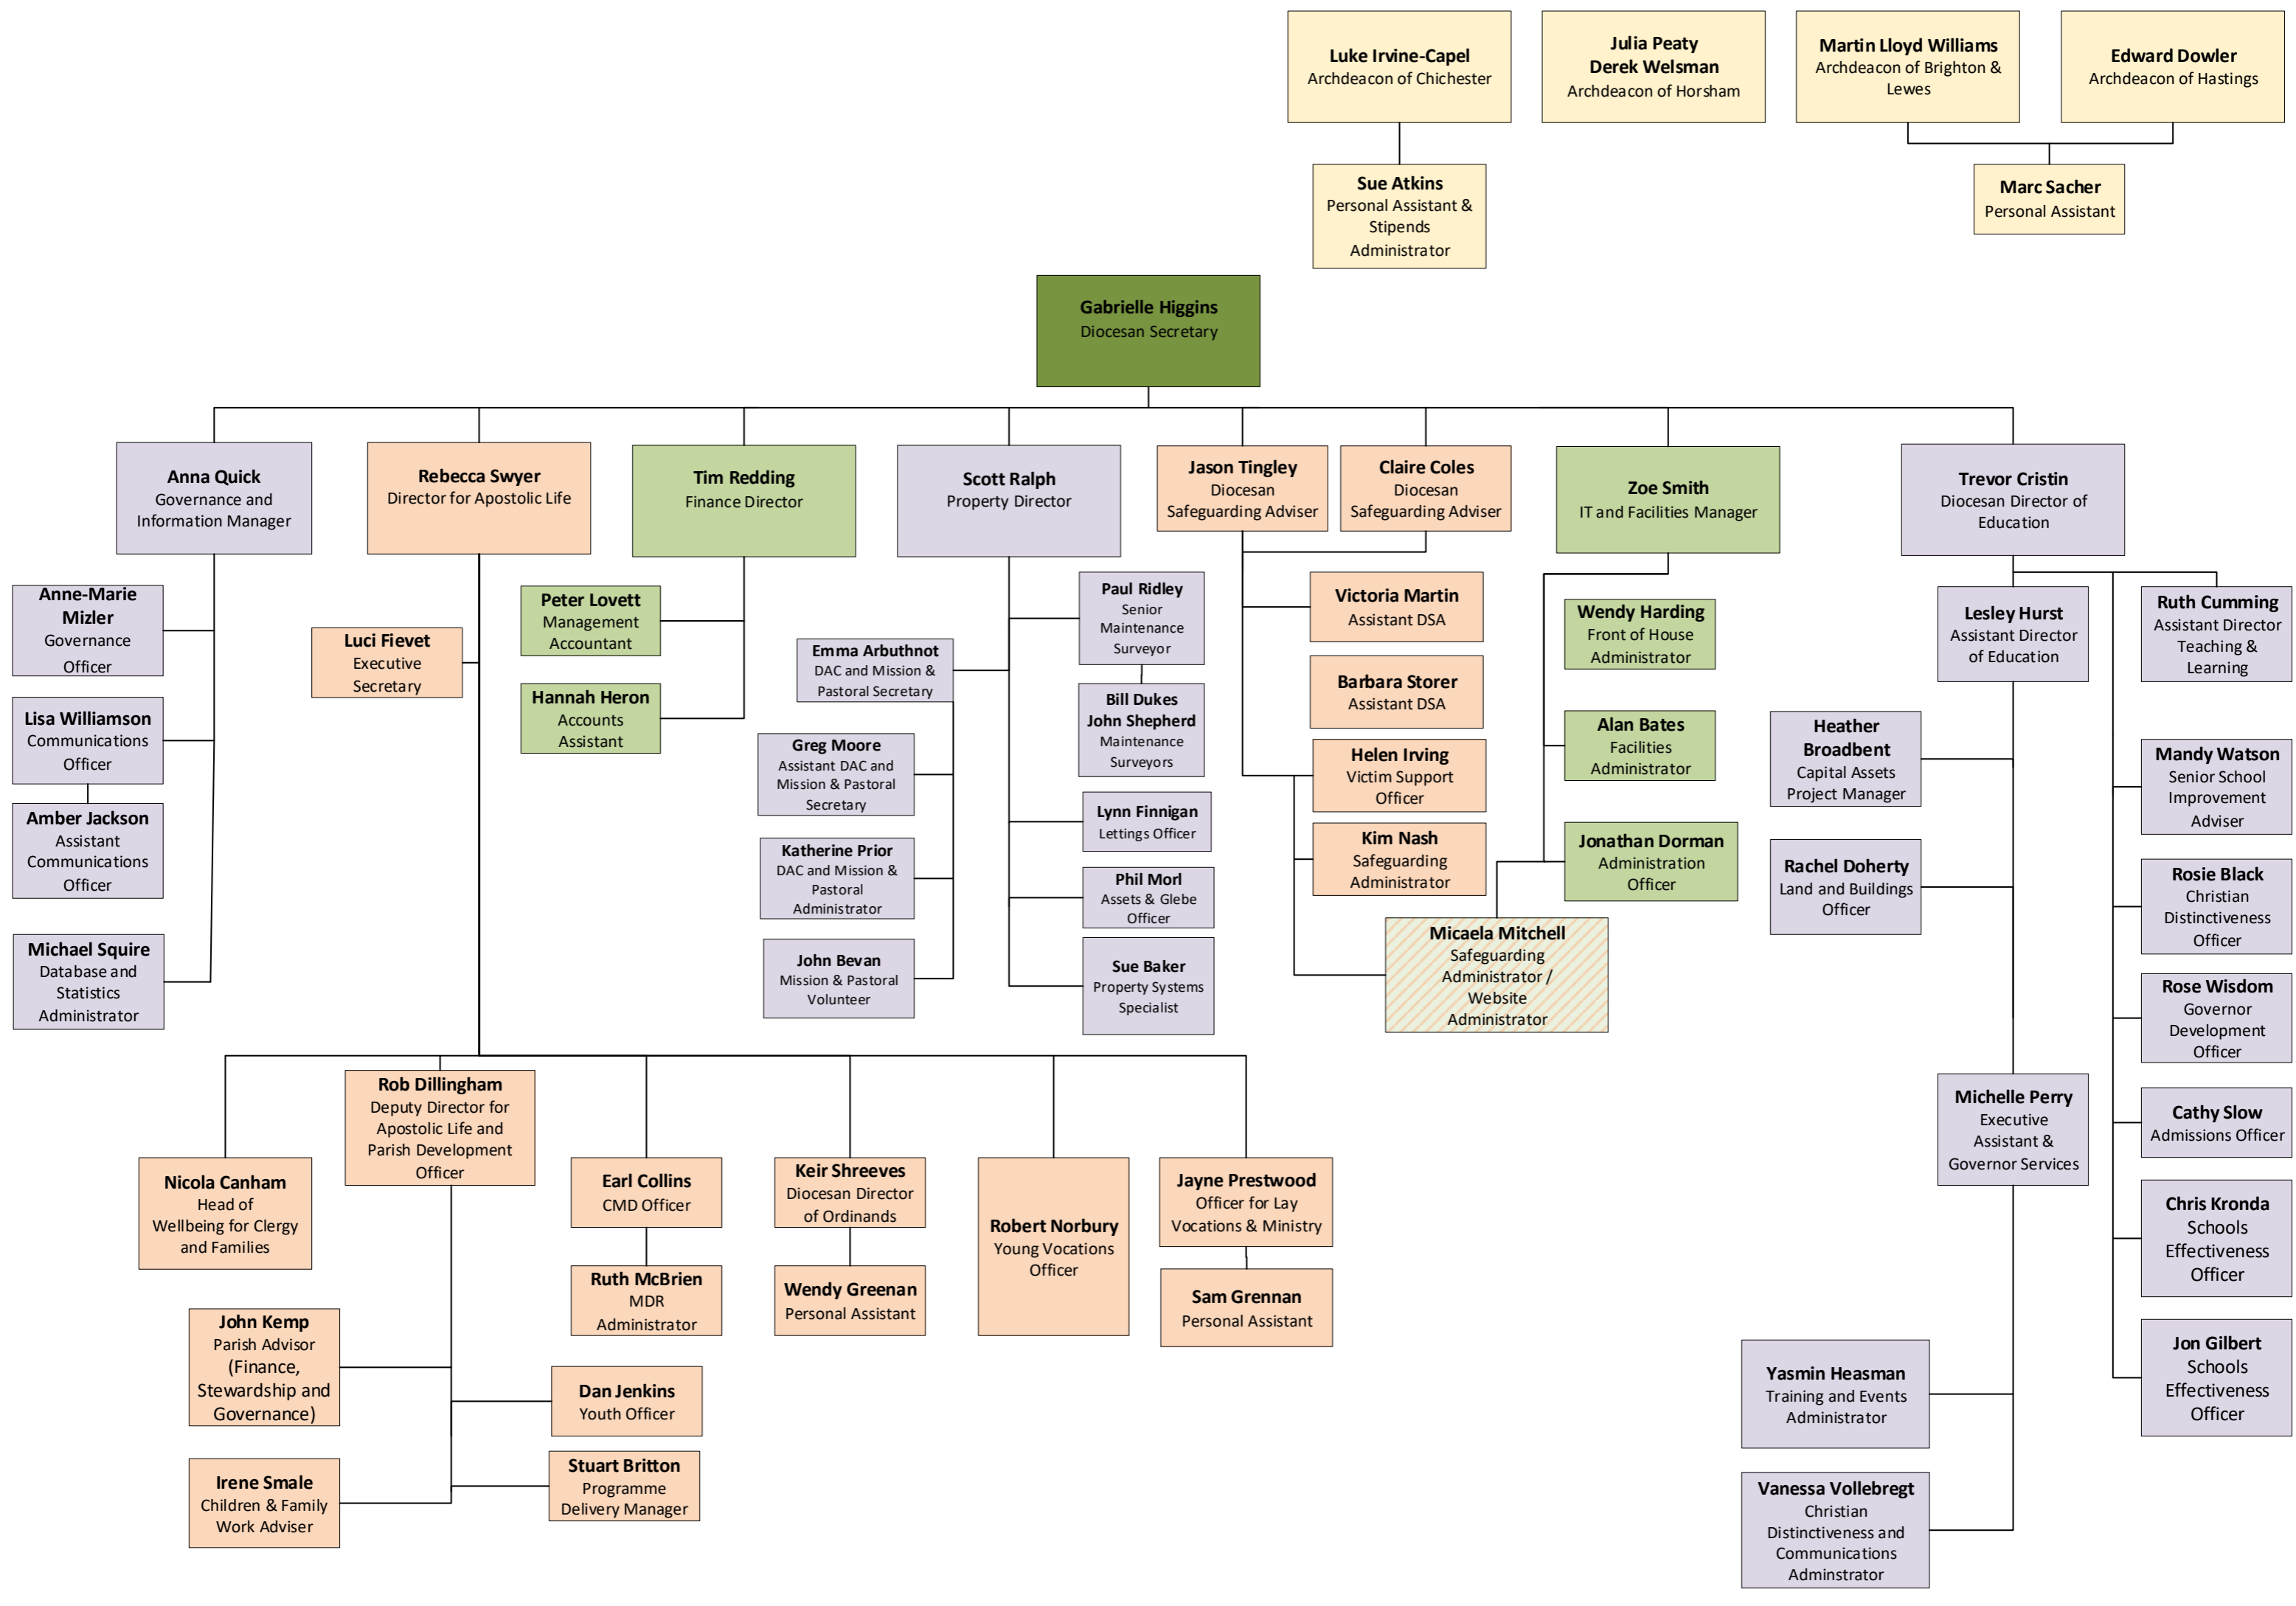 Luke Irvine-Capel
Archdeacon of Chichester
Julia Peaty
Derek Welsman
Archdeacon of Horsham
Martin Lloyd Williams
Archdeacon of Brighton &
Lewes
Edward Dowler
Archdeacon of Hastings
Sue Atkins
Personal Assistant &
Stipends
Administrator
Marc Sacher
Personal Assistant
Gabrielle Higgins
Diocesan Secretary
Anna Quick
Governance and
Information Manager
Rebecca Swyer
Director for Apostolic Life
Tim Redding
Finance Director
Scott Ralph
Property Director
Jason Tingley
Diocesan
Safeguarding Adviser
Claire Coles
Diocesan
Safeguarding Adviser
Zoe Smith
IT and Facilities Manager
Trevor Cristin
Diocesan Director of
Education
Anne-Marie
Mizler
Governance
Officer
Lisa Williamson
Communications
Officer
Amber Jackson
Assistant
Communications
Officer
Michael Squire
Database and
Statistics
Administrator
Luci Fievet
Executive
Secretary
Peter Lovett
Management
Accountant
Hannah Heron
Accounts
Assistant
Emma Arbuthnot
DAC and Mission &
Pastoral Secretary
Greg Moore
Assistant DAC and
Mission & Pastoral
Secretary
Katherine Prior
DAC and Mission &
Pastoral
Administrator
John Bevan
Mission & Pastoral
Volunteer
Paul Ridley
Senior
Maintenance
Surveyor
Bill Dukes
John Shepherd
Maintenance
Surveyors
Lynn Finnigan
Lettings Officer
Phil Morl
Assets & Glebe
Officer
Sue Baker
Property Systems
Specialist
Victoria Martin
Assistant DSA
Barbara Storer
Assistant DSA
Helen Irving
Victim Support
Officer
Kim Nash
Safeguarding
Administrator
Micaela Mitchell
Safeguarding
Administrator /
Website
Administrator
Wendy Harding
Front of House
Administrator
Alan Bates
Facilities
Administrator
Jonathan Dorman
Administration
Officer
Lesley Hurst
Assistant Director
of Education
Heather
Broadbent
Capital Assets
Project Manager
Rachel Doherty
Land and Buildings
Officer
Michelle Perry
Executive
Assistant &
Governor Services
Yasmin Heasman
Training and Events
Administrator
Vanessa Vollebregt
Christian
Distinctiveness and
Communications
Adminstrator
Ruth Cumming
Assistant Director
Teaching &
Learning
Mandy Watson
Senior School
Improvement
Adviser
Rosie Black
Christian
Distinctiveness
Officer
Rose Wisdom
Governor
Development
Officer
Cathy Slow
Admissions Officer
Chris Kronda
Schools
Effectiveness
Officer
Jon Gilbert
Schools
Effectiveness
Officer
Nicola Canham
Head of
Wellbeing for Clergy
and Families
Rob Dillingham
Deputy Director for
Apostolic Life and
Parish Development
Officer
Earl Collins
CMD Officer
Ruth McBrien
MDR
Administrator
Keir Shreeves
Diocesan Director
of Ordinands
Wendy Greenan
Personal Assistant
Robert Norbury
Young Vocations
Officer
Jayne Prestwood
Officer for Lay
Vocations & Ministry
Sam Grennan
Personal Assistant
John Kemp
Parish Advisor
(Finance,
Stewardship and
Governance)
Irene Smale
Children & Family
Work Adviser
Dan Jenkins
Youth Officer
Stuart Britton
Programme
Delivery Manager